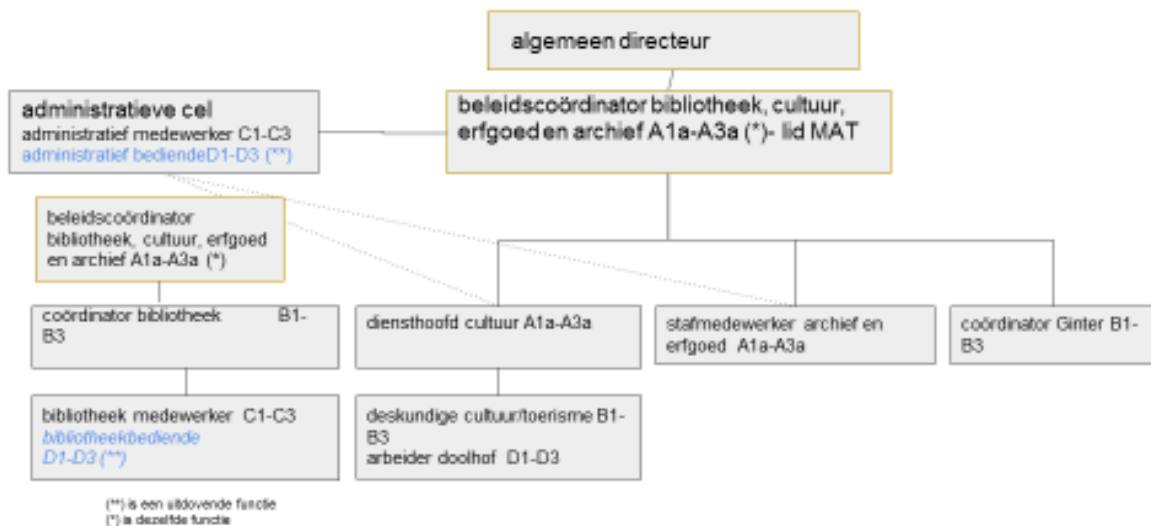 algemeen directeur
administratieve cel
administratief medewerker C1-C3
administratief bediendeD1-D3 (**)
beleidscoördinator bibliotheek, cultuur,
erfgoed en archief A1a-A3a (*)- lid MAT
beleidscoördinator
bibliotheek, cultuur, erfgoed
en archief A1a-A3a (*)
coördinator bibliotheek B1-
B3
diensthoofd cultuur A1a-A3a
stafmedewerker archief en
erfgoed A1a-A3a
coördinator Ginter B1-
B3
bibliotheek medewerker C1-C3
bibliotheekbediende
D1-D3 (**)
deskundige cultuur/toerisme B1-
B3
arbeider doolhof D1-D3
(**) is een uitdovende functie
(*) is dezelfde functie